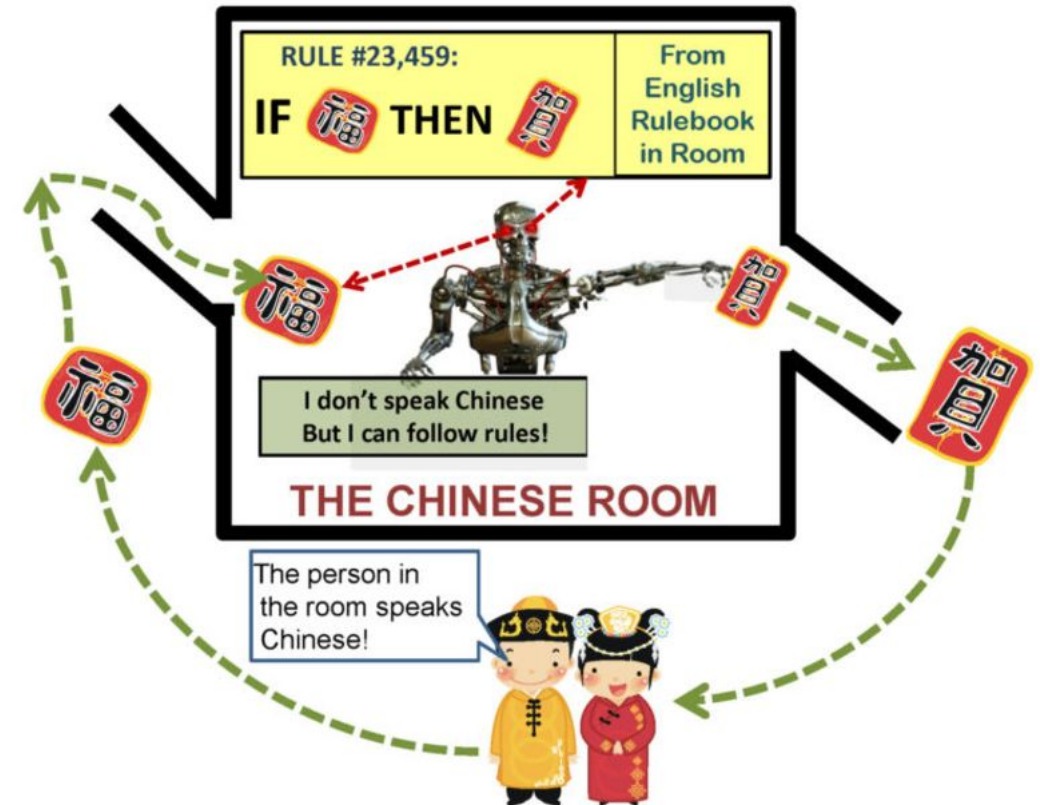 RULE #23,459:
IF 福 THEN 賀
From
English
Rulebook
in Room
福
賀
福
賀
I don't speak Chinese
But I can follow rules!
THE CHINESE ROOM
The person in
the room speaks
Chinese!